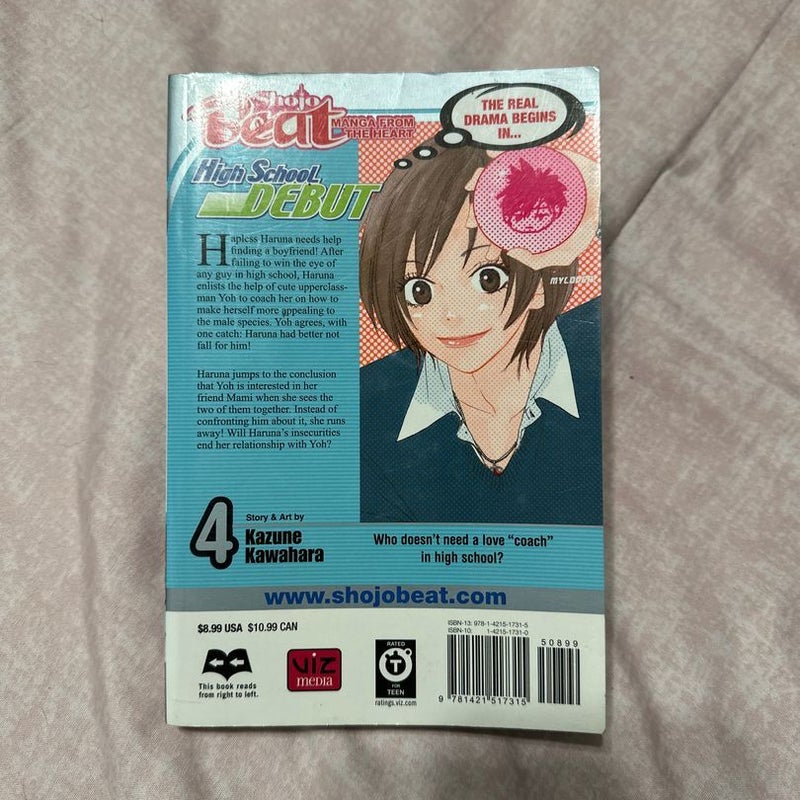 Shojo
Beat
MANGA FROM
THE HEART
THE REAL
DRAMA BEGINS
IN...
High School
DEBUT
Hapless Haruna needs help
finding a boyfriend! After
failing to win the eye of
any guy in high school, Haruna
enlists the help of cute upperclass-
man Yoh to coach her on how to
make herself more appealing to
the male species. Yoh agrees, with
one catch: Haruna had better not
fall for him!
Haruna jumps to the conclusion
that Yoh is interested in her
friend Mami when she sees the
two of them together. Instead of
confronting him about it, she runs
away! Will Haruna's insecurities
end her relationship with Yoh?
4
Story & Art by
Kazune
Kawahara
Who doesn't need a love "coach"
in high school?
www.shojobeat.com
$8.99 USA $10.99 CAN
ISBN-13: 978-1-4215-1731-5
ISBN-10: 1-4215-1731-0
50899
This book reads
from right to left.
viz
media
RATED
T
FOR
TEEN
ratings.viz.com
9 781421 517315